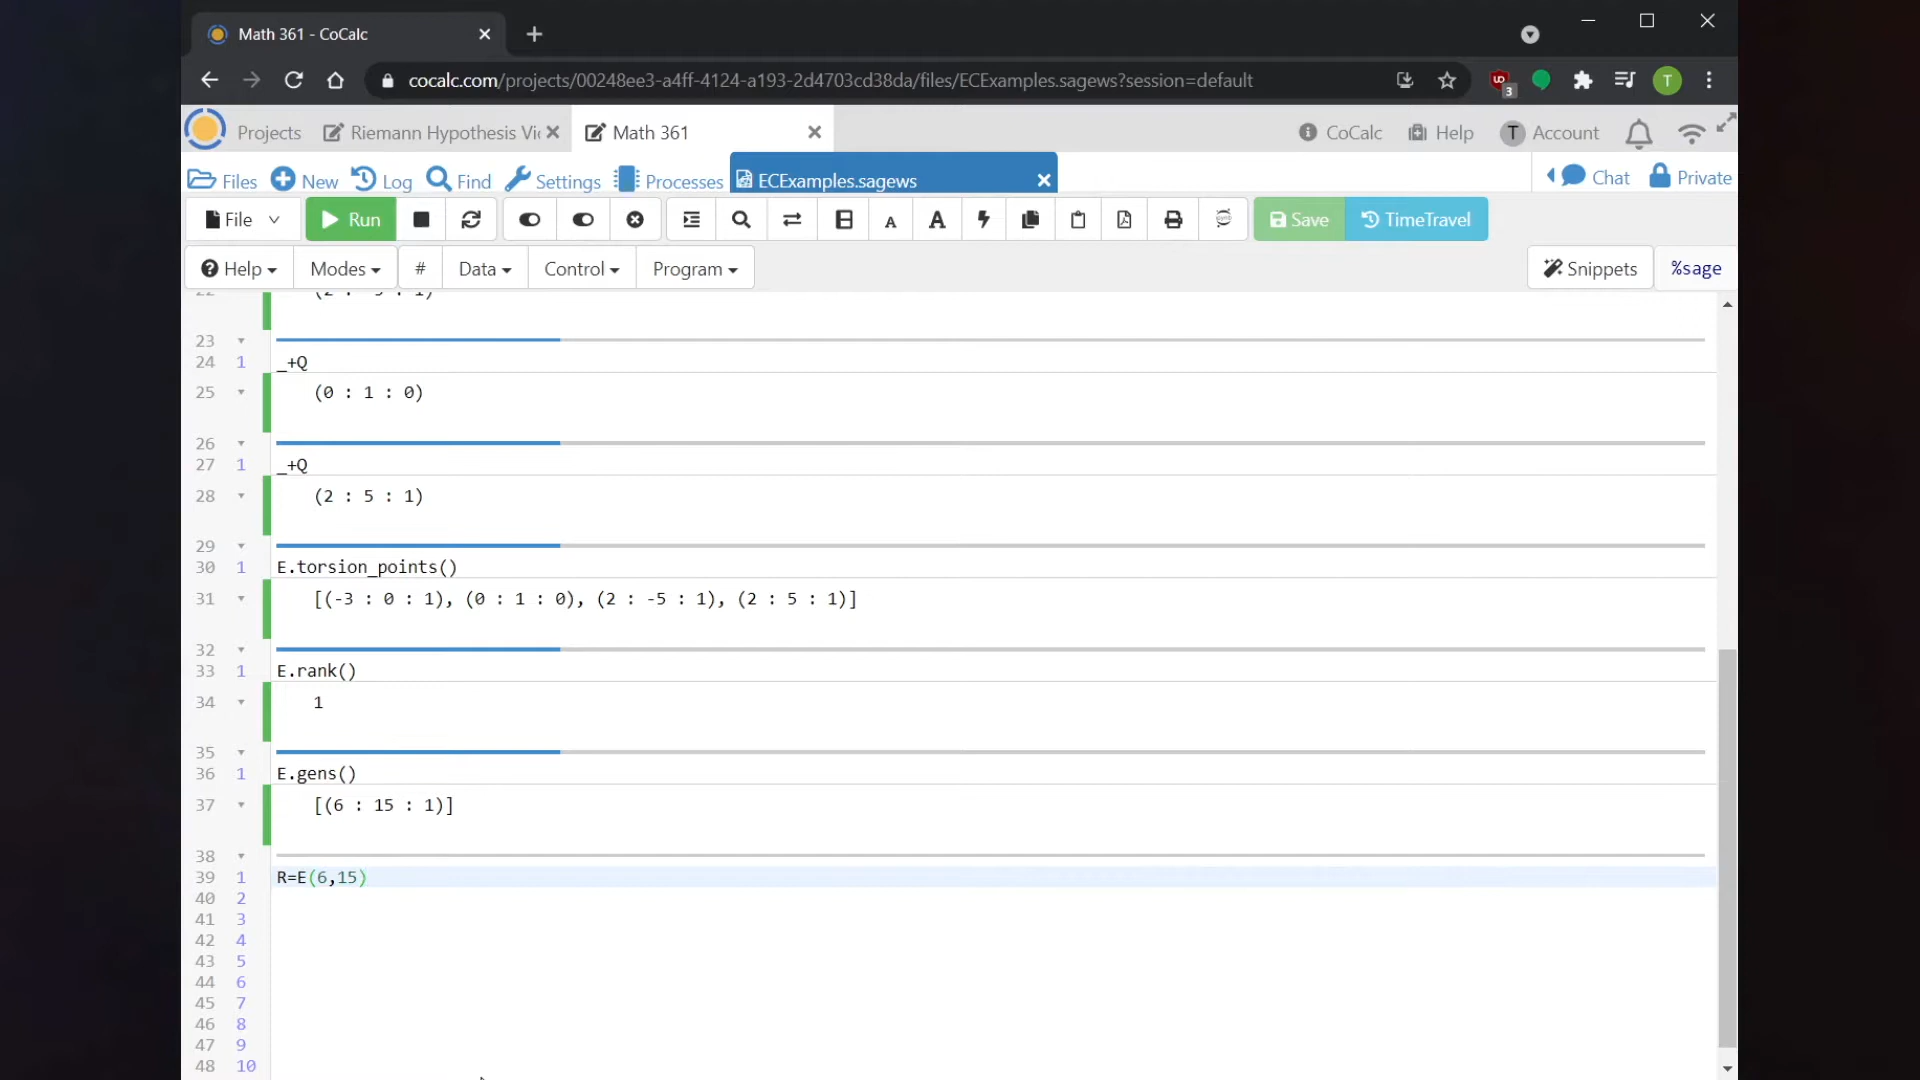 Math 361 - CoCalc
cocalc.com/projects/00248ee3-a4ff-4124-a193-2d4703cd38da/files/ECExamples.sagews?session=default
3
T
Projects
Riemann Hypothesis Vi
Math 361
CoCalc
Help
T Account
Files
New
Log
Find
Settings
Processes
ECExamples.sagews
Chat
Private
File
Run
A
A
Save
TimeTravel
Help
Modes
#
Data
Control
Program
Snippets
%sage
23
24 1 _+Q
25 (0 : 1 : 0)
26
27 1 _+Q
28 (2 : 5 : 1)
29
30 1 E.torsion_points()
31 [(-3 : 0 : 1), (0 : 1 : 0), (2 : -5 : 1), (2 : 5 : 1)]
32
33 1 E.rank()
34 1
35
36 1 E.gens()
37 [(6 : 15 : 1)]
38
39 1 R=E(6,15)
40 2
41 3
42 4
43 5
44 6
45 7
46 8
47 9
48 10